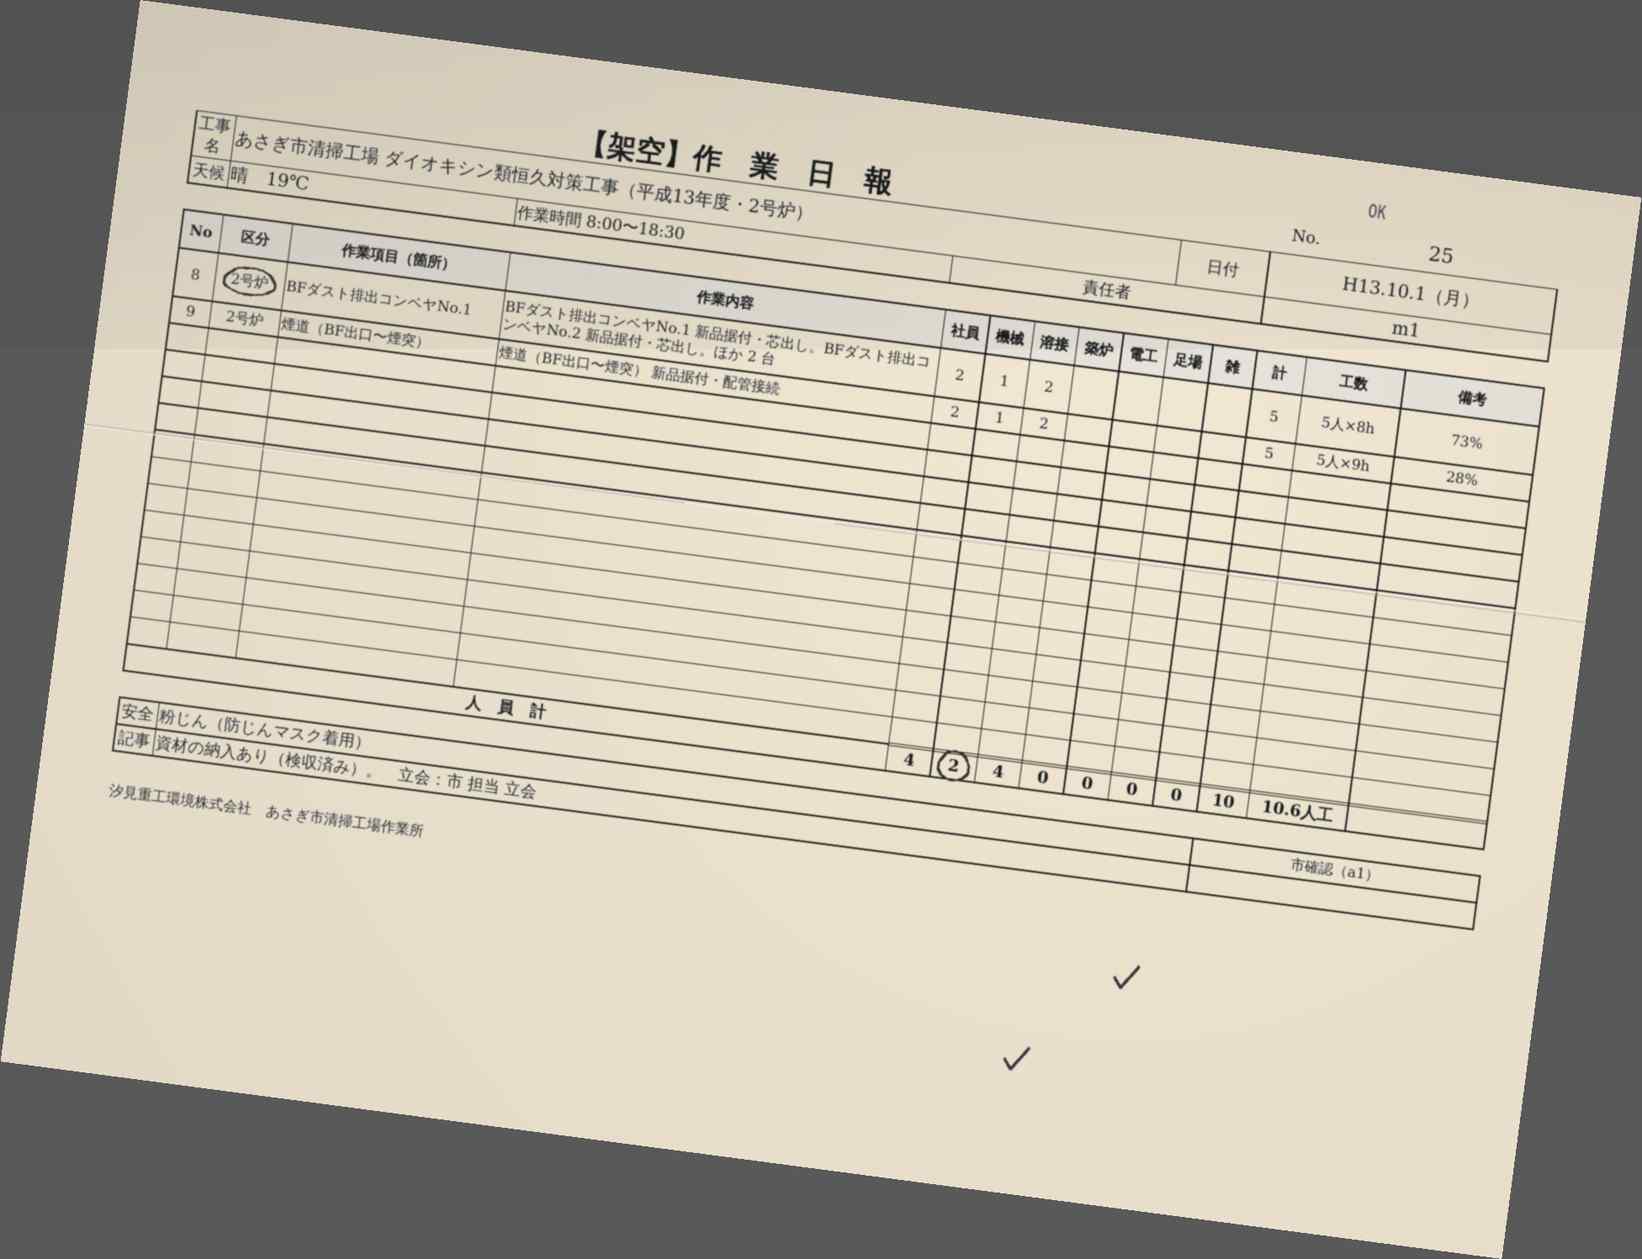 【架空】作 業 日 報
OK
No. 25
工事名 あさぎ市清掃工場 ダイオキシン類恒久対策工事（平成13年度・2号炉） 日付 H13.10.1（月）
天候 晴 19℃ 作業時間 8:00〜18:30 責任者 m1
No 区分 作業項目（箇所） 作業内容 社員 機械 溶接 築炉 電工 足場 雑 計 工数 備考
8 2号炉 BFダスト排出コンベヤNo.1 BFダスト排出コンベヤNo.1 新品据付・芯出し。BFダスト排出コ
ンベヤNo.2 新品据付・芯出し。ほか 2 台 2 1 2 5 5人×8h 73%
9 2号炉 煙道（BF出口〜煙突） 煙道（BF出口〜煙突） 新品据付・配管接続 2 1 2 5 5人×9h 28%
人 員 計 4 2 4 0 0 0 0 10 10.6人工
安全 粉じん（防じんマスク着用） 市確認（a1）
記事 資材の納入あり（検収済み）。 立会：市 担当 立会
汐見重工環境株式会社 あさぎ市清掃工場作業所